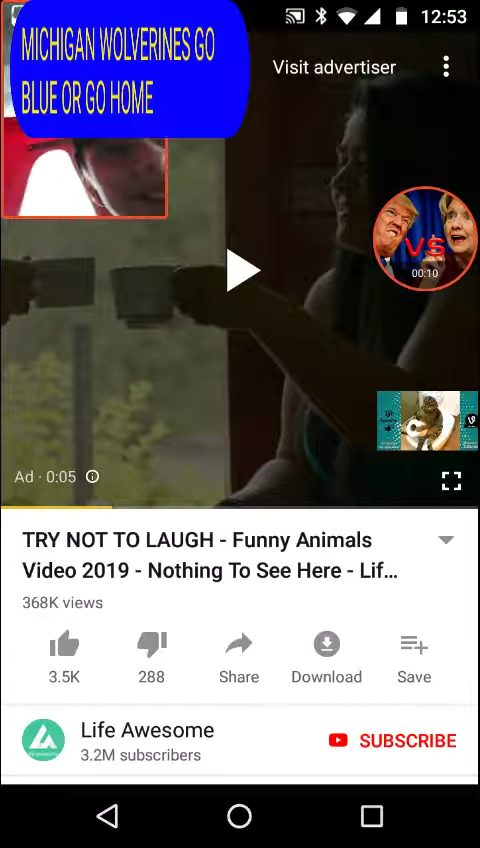 12:53
MICHIGAN WOLVERINES GO
BLUE OR GO HOME
Visit advertiser
VS
00:10
Ad · 0:05
TRY NOT TO LAUGH - Funny Animals
Video 2019 - Nothing To See Here - Lif...
368K views
3.5K
288
Share
Download
Save
Life Awesome
3.2M subscribers
SUBSCRIBE